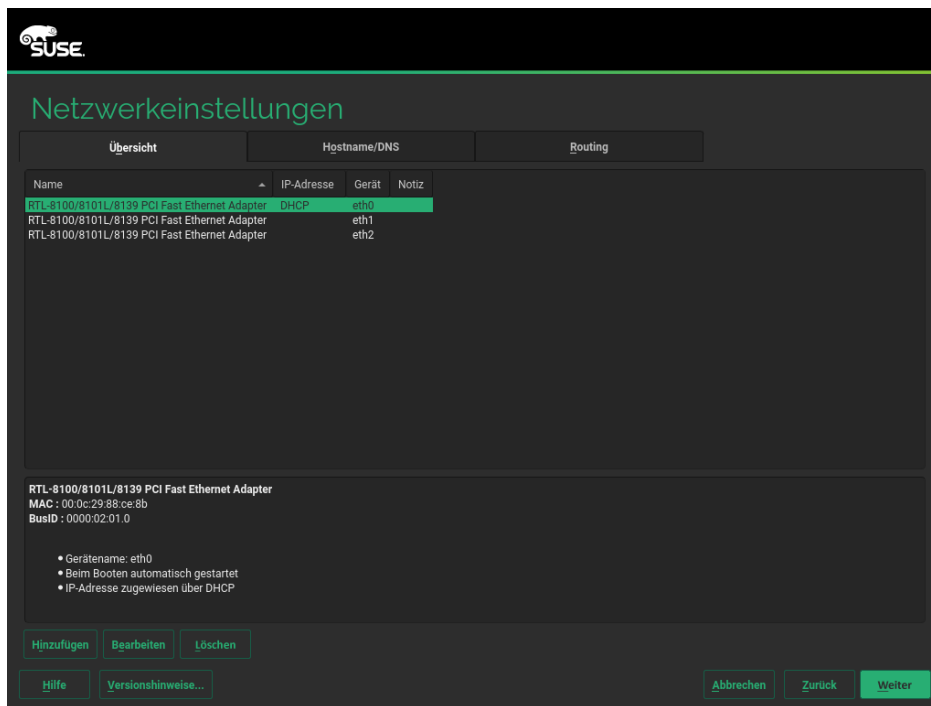 SUSE.
Netzwerkeinstellungen
Übersicht Hostname/DNS Routing
Name IP-Adresse Gerät Notiz
RTL-8100/8101L/8139 PCI Fast Ethernet Adapter DHCP eth0
RTL-8100/8101L/8139 PCI Fast Ethernet Adapter eth1
RTL-8100/8101L/8139 PCI Fast Ethernet Adapter eth2
RTL-8100/8101L/8139 PCI Fast Ethernet Adapter
MAC : 00:0c:29:88:ce:8b
BusID : 0000:02:01.0
• Gerätename: eth0
• Beim Booten automatisch gestartet
• IP-Adresse zugewiesen über DHCP
Hinzufügen Bearbeiten Löschen
Hilfe Versionshinweise... Abbrechen Zurück Weiter